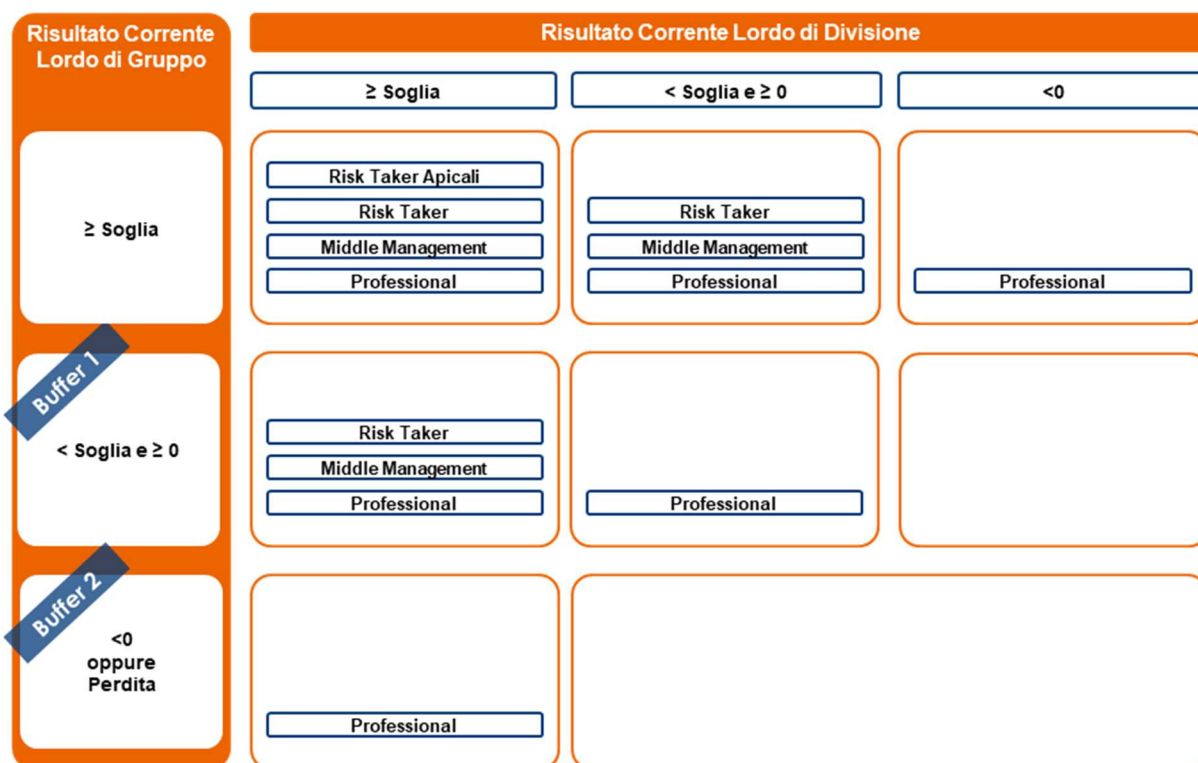 Risultato Corrente
Lordo di Gruppo
Risultato Corrente Lordo di Divisione
≥ Soglia
< Soglia e ≥ 0
<0
≥ Soglia
Risk Taker Apicali
Risk Taker
Middle Management
Professional
Risk Taker
Middle Management
Professional
Professional
Buffer 1
< Soglia e ≥ 0
Risk Taker
Middle Management
Professional
Professional
Buffer 2
<0
oppure
Perdita
Professional